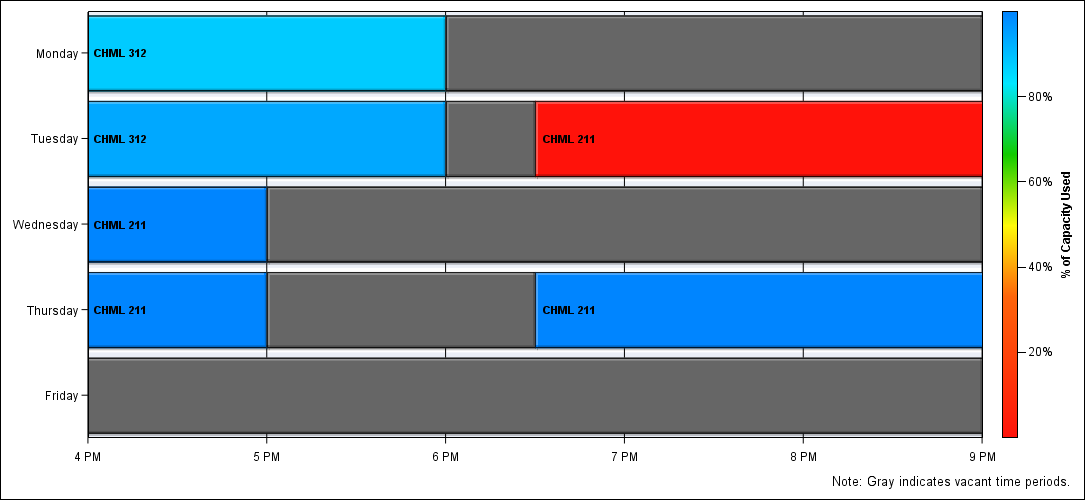 Monday
CHML 312
Tuesday
CHML 312
CHML 211
Wednesday
CHML 211
Thursday
CHML 211
CHML 211
Friday
4 PM
5 PM
6 PM
7 PM
8 PM
9 PM
80%
60%
40%
20%
% of Capacity Used
Note: Gray indicates vacant time periods.